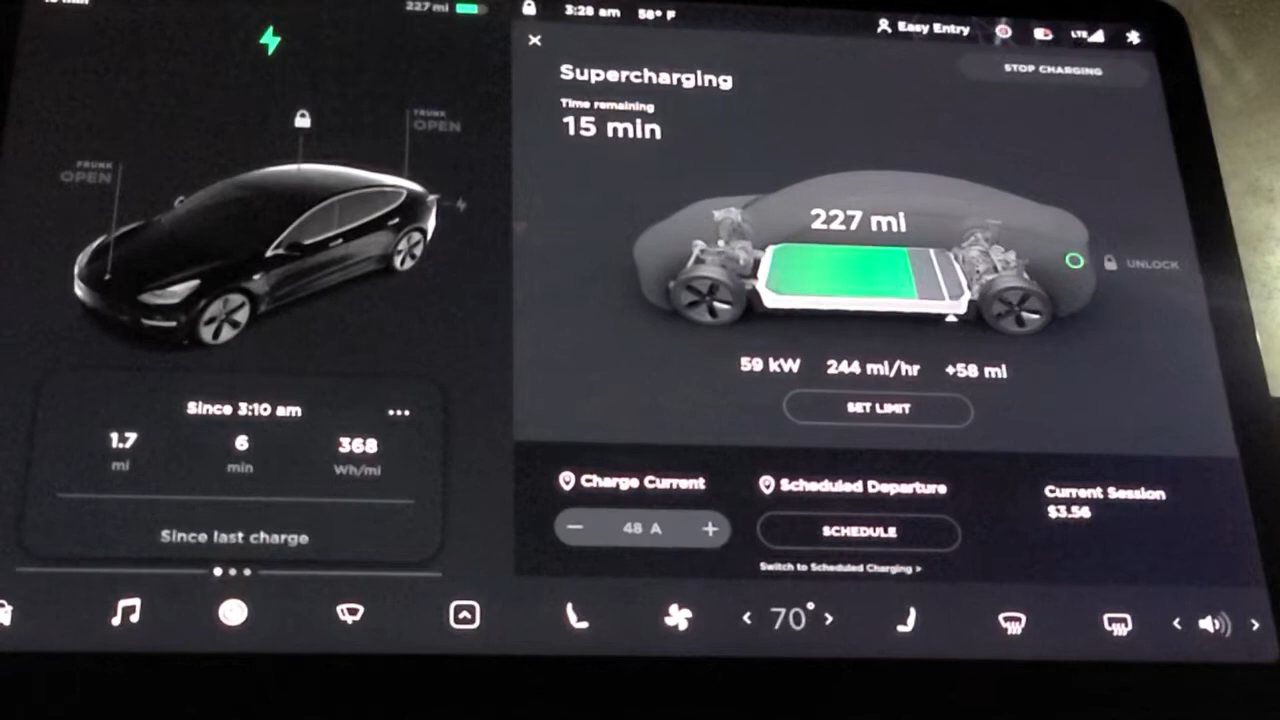 227 mi
3:28 am 58° F
Easy Entry
LTE
Supercharging
STOP CHARGING
Time remaining
15 min
TRUNK
OPEN
FRUNK
OPEN
227 mi
UNLOCK
59 kW 244 mi/hr +58 mi
SET LIMIT
Since 3:10 am ...
1.7 6 368
mi min Wh/mi
Since last charge
Charge Current
− 48 A +
Scheduled Departure
SCHEDULE
Switch to Scheduled Charging >
Current Session
$3.56
< 70° >
< >